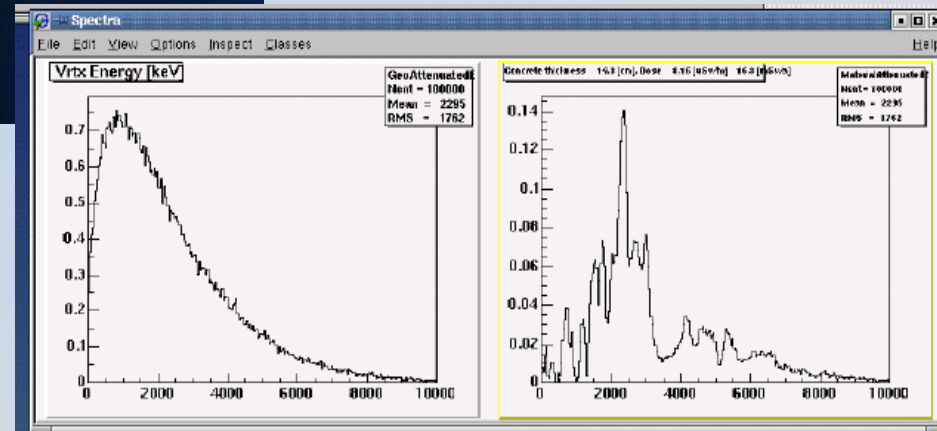 Spectra
File Edit View Options Inspect Classes Help
Vrtx Energy [keV]
GeoAttenuatedE
Nent = 100000
Mean = 2295
RMS = 1762
0.7
0.6
0.5
0.4
0.3
0.2
0.1
0
0 2000 4000 6000 8000 10000
Concrete thickness [cm], Dose
MaterialAttenuatedE
Nent = 100000
Mean = 2295
RMS = 1762
0.14
0.12
0.1
0.08
0.06
0.04
0.02
0
0 2000 4000 6000 8000 10000